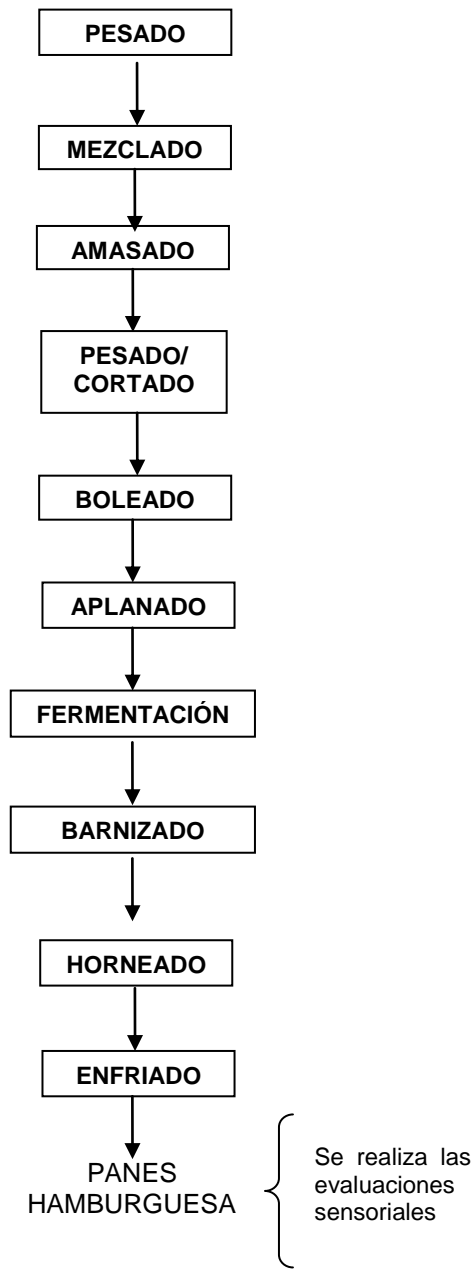 PESADO
MEZCLADO
AMASADO
PESADO/
CORTADO
BOLEADO
APLANADO
FERMENTACIÓN
BARNIZADO
HORNEADO
ENFRIADO
PANES
HAMBURGUESA
Se realiza las
evaluaciones
sensoriales